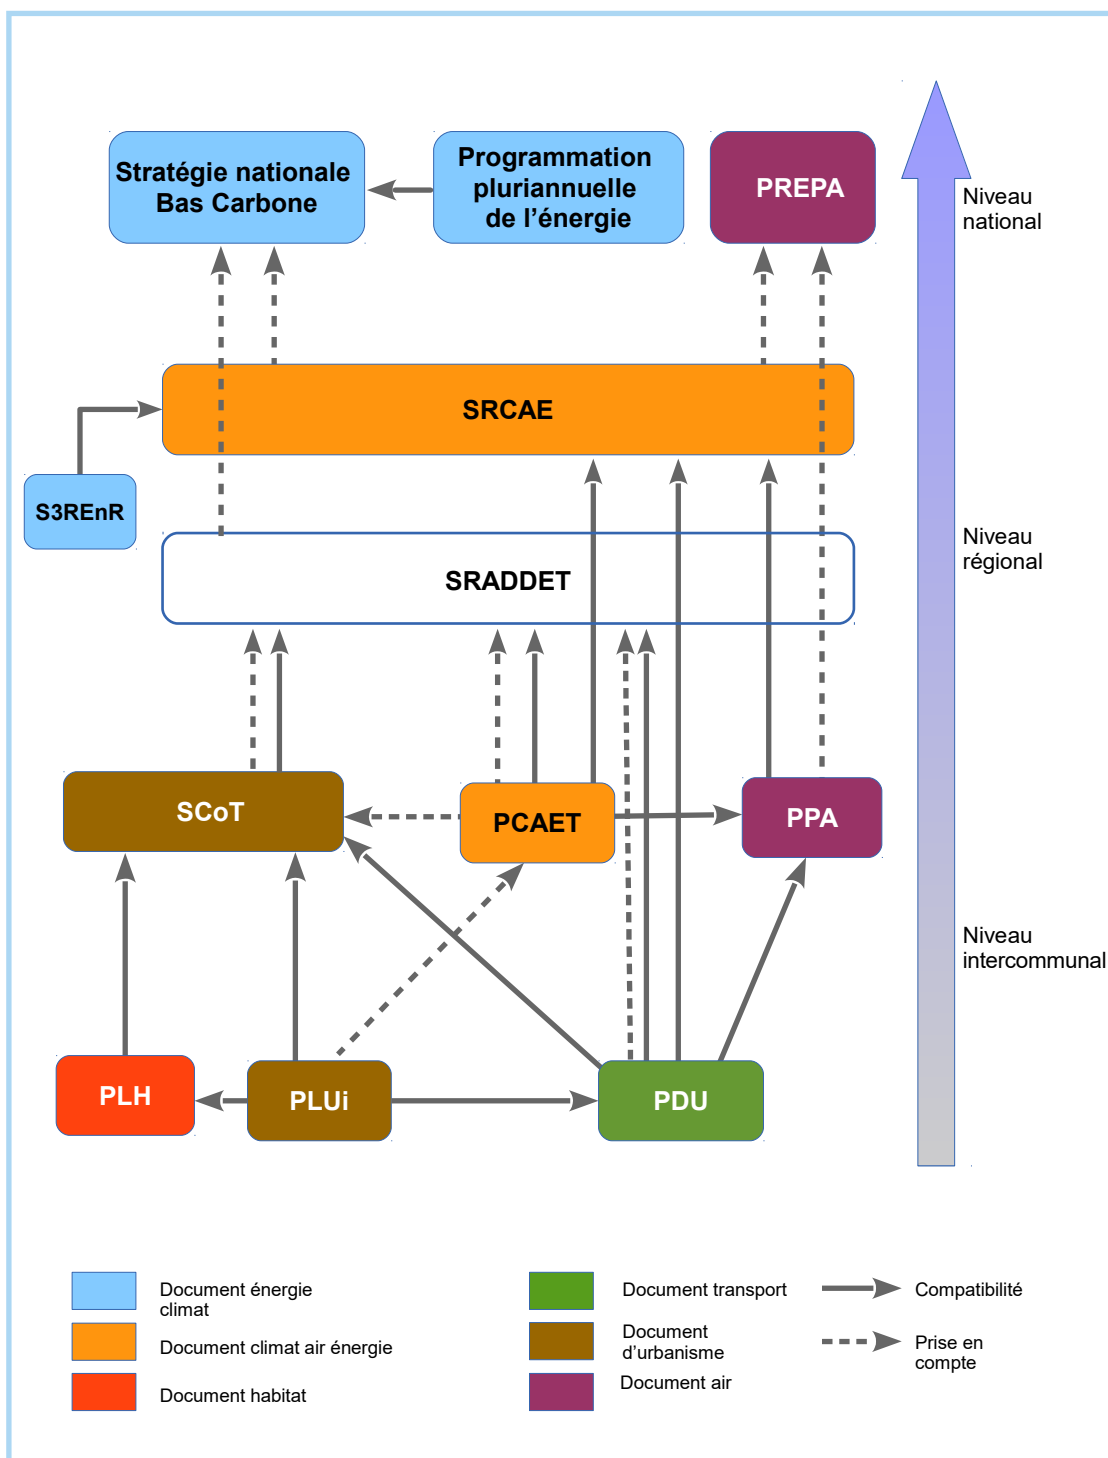 Stratégie nationale
Bas Carbone
Programmation
pluriannuelle
de l'énergie
PREPA
Niveau
national
SRCAE
S3REnR
Niveau
régional
SRADDET
SCoT
PCAET
PPA
Niveau
intercommunal
PLH
PLUi
PDU
Document énergie
climat
Document climat air énergie
Document habitat
Document transport
Document
d'urbanisme
Document air
Compatibilité
Prise en
compte